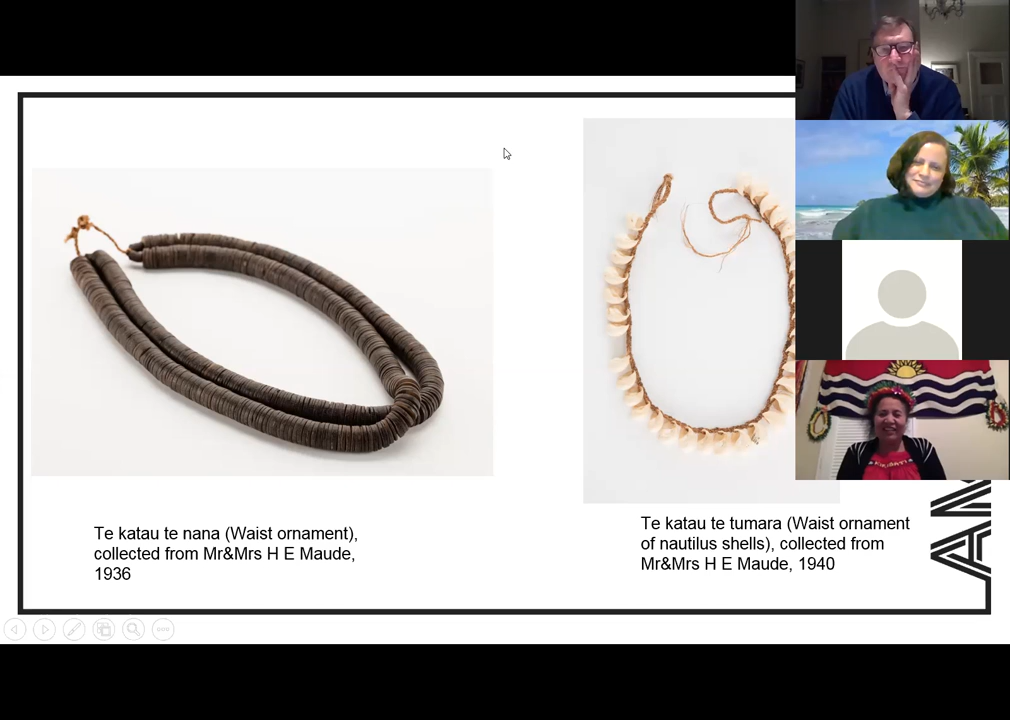 Te katau te nana (Waist ornament),
collected from Mr&Mrs H E Maude,
1936
Te katau te tumara (Waist ornament
of nautilus shells), collected from
Mr&Mrs H E Maude, 1940
KIRIBATI